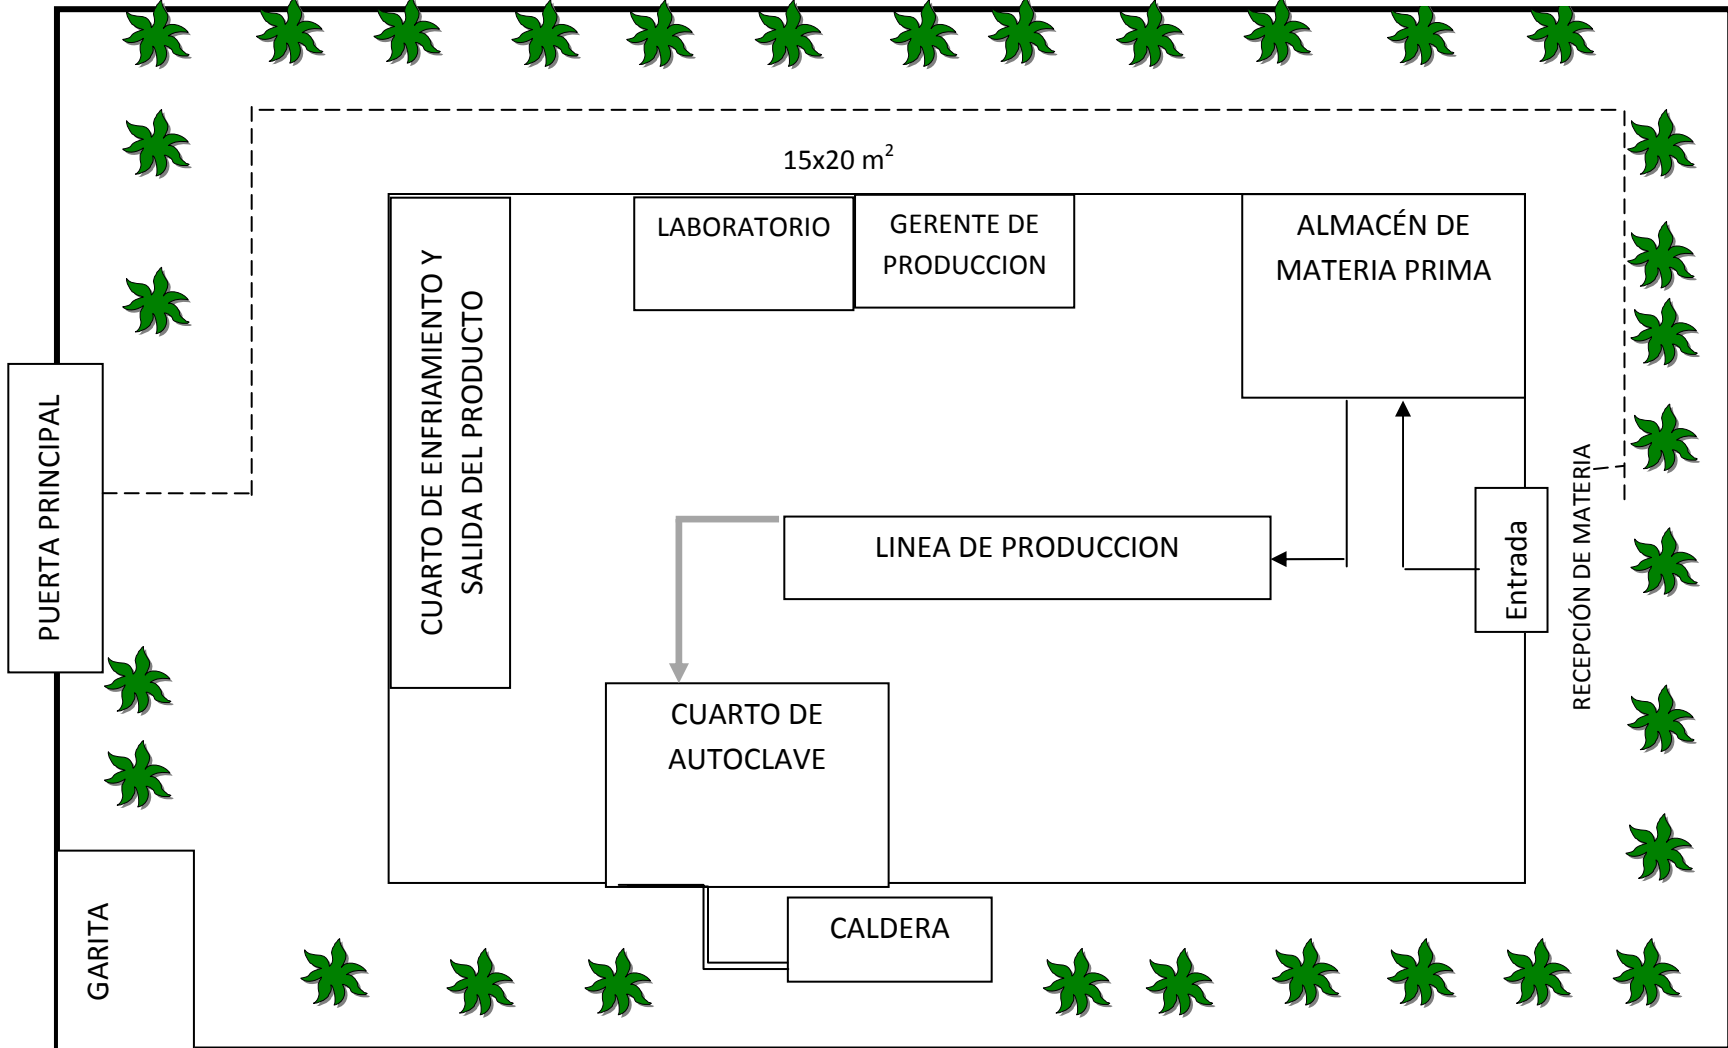 15x20 m²
LABORATORIO
GERENTE DE
PRODUCCION
ALMACÉN DE
MATERIA PRIMA
CUARTO DE ENFRIAMIENTO Y
SALIDA DEL PRODUCTO
PUERTA PRINCIPAL
LINEA DE PRODUCCION
Entrada
RECEPCIÓN DE MATERIA
CUARTO DE
AUTOCLAVE
CALDERA
GARITA